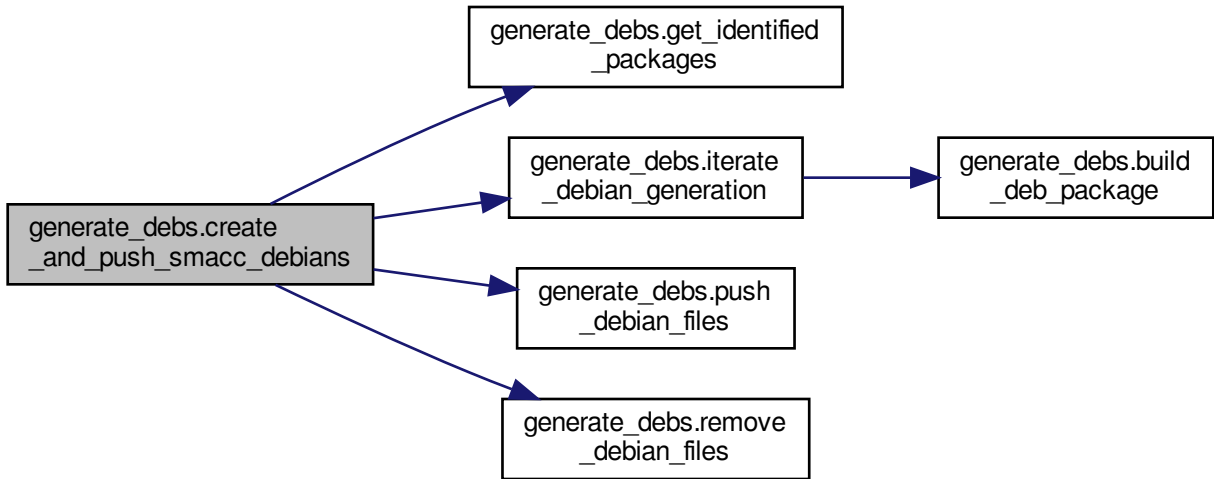 generate_debs.get_identified
_packages
generate_debs.iterate
_debian_generation
generate_debs.build
_deb_package
generate_debs.create
_and_push_smacc_debians
generate_debs.push
_debian_files
generate_debs.remove
_debian_files